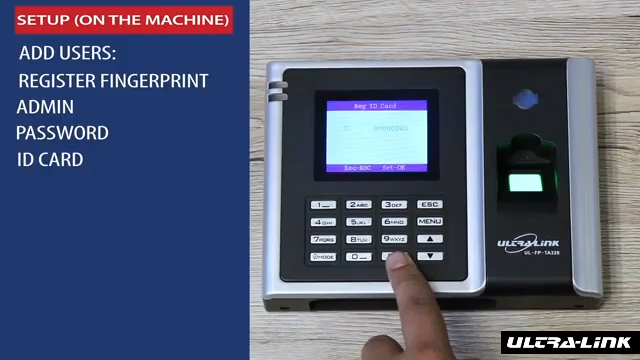 SETUP (ON THE MACHINE)
ADD USERS:
REGISTER FINGERPRINT
ADMIN
PASSWORD
ID CARD
Reg ID Card
00000001
Esc-ESC Set-OK
1 2ABC 3DEF ESC
4GHI 5JKL 6MNO MENU
7PQRS 8TUV 9WXYZ
MODE 0
ULTRA-LINK
UL-FP-TA320
ULTRA-LINK